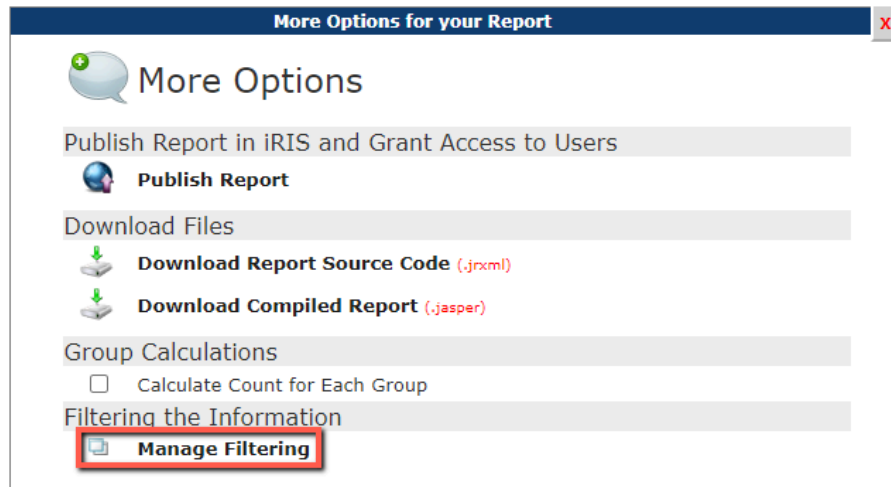 More Options for your Report
X
More Options
Publish Report in iRIS and Grant Access to Users
Publish Report
Download Files
Download Report Source Code (.jrxml)
Download Compiled Report (.jasper)
Group Calculations
Calculate Count for Each Group
Filtering the Information
Manage Filtering